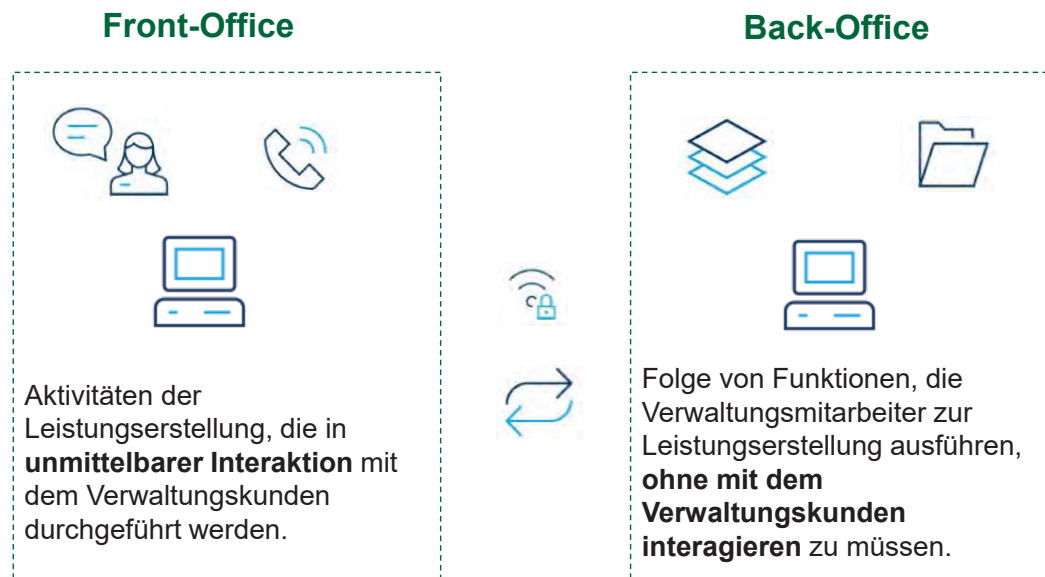 Front-Office
Back-Office
Aktivitäten der
Leistungserstellung, die in
unmittelbarer Interaktion mit
dem Verwaltungskunden
durchgeführt werden.
Folge von Funktionen, die
Verwaltungsmitarbeiter zur
Leistungserstellung ausführen,
ohne mit dem
Verwaltungskunden
interagieren zu müssen.